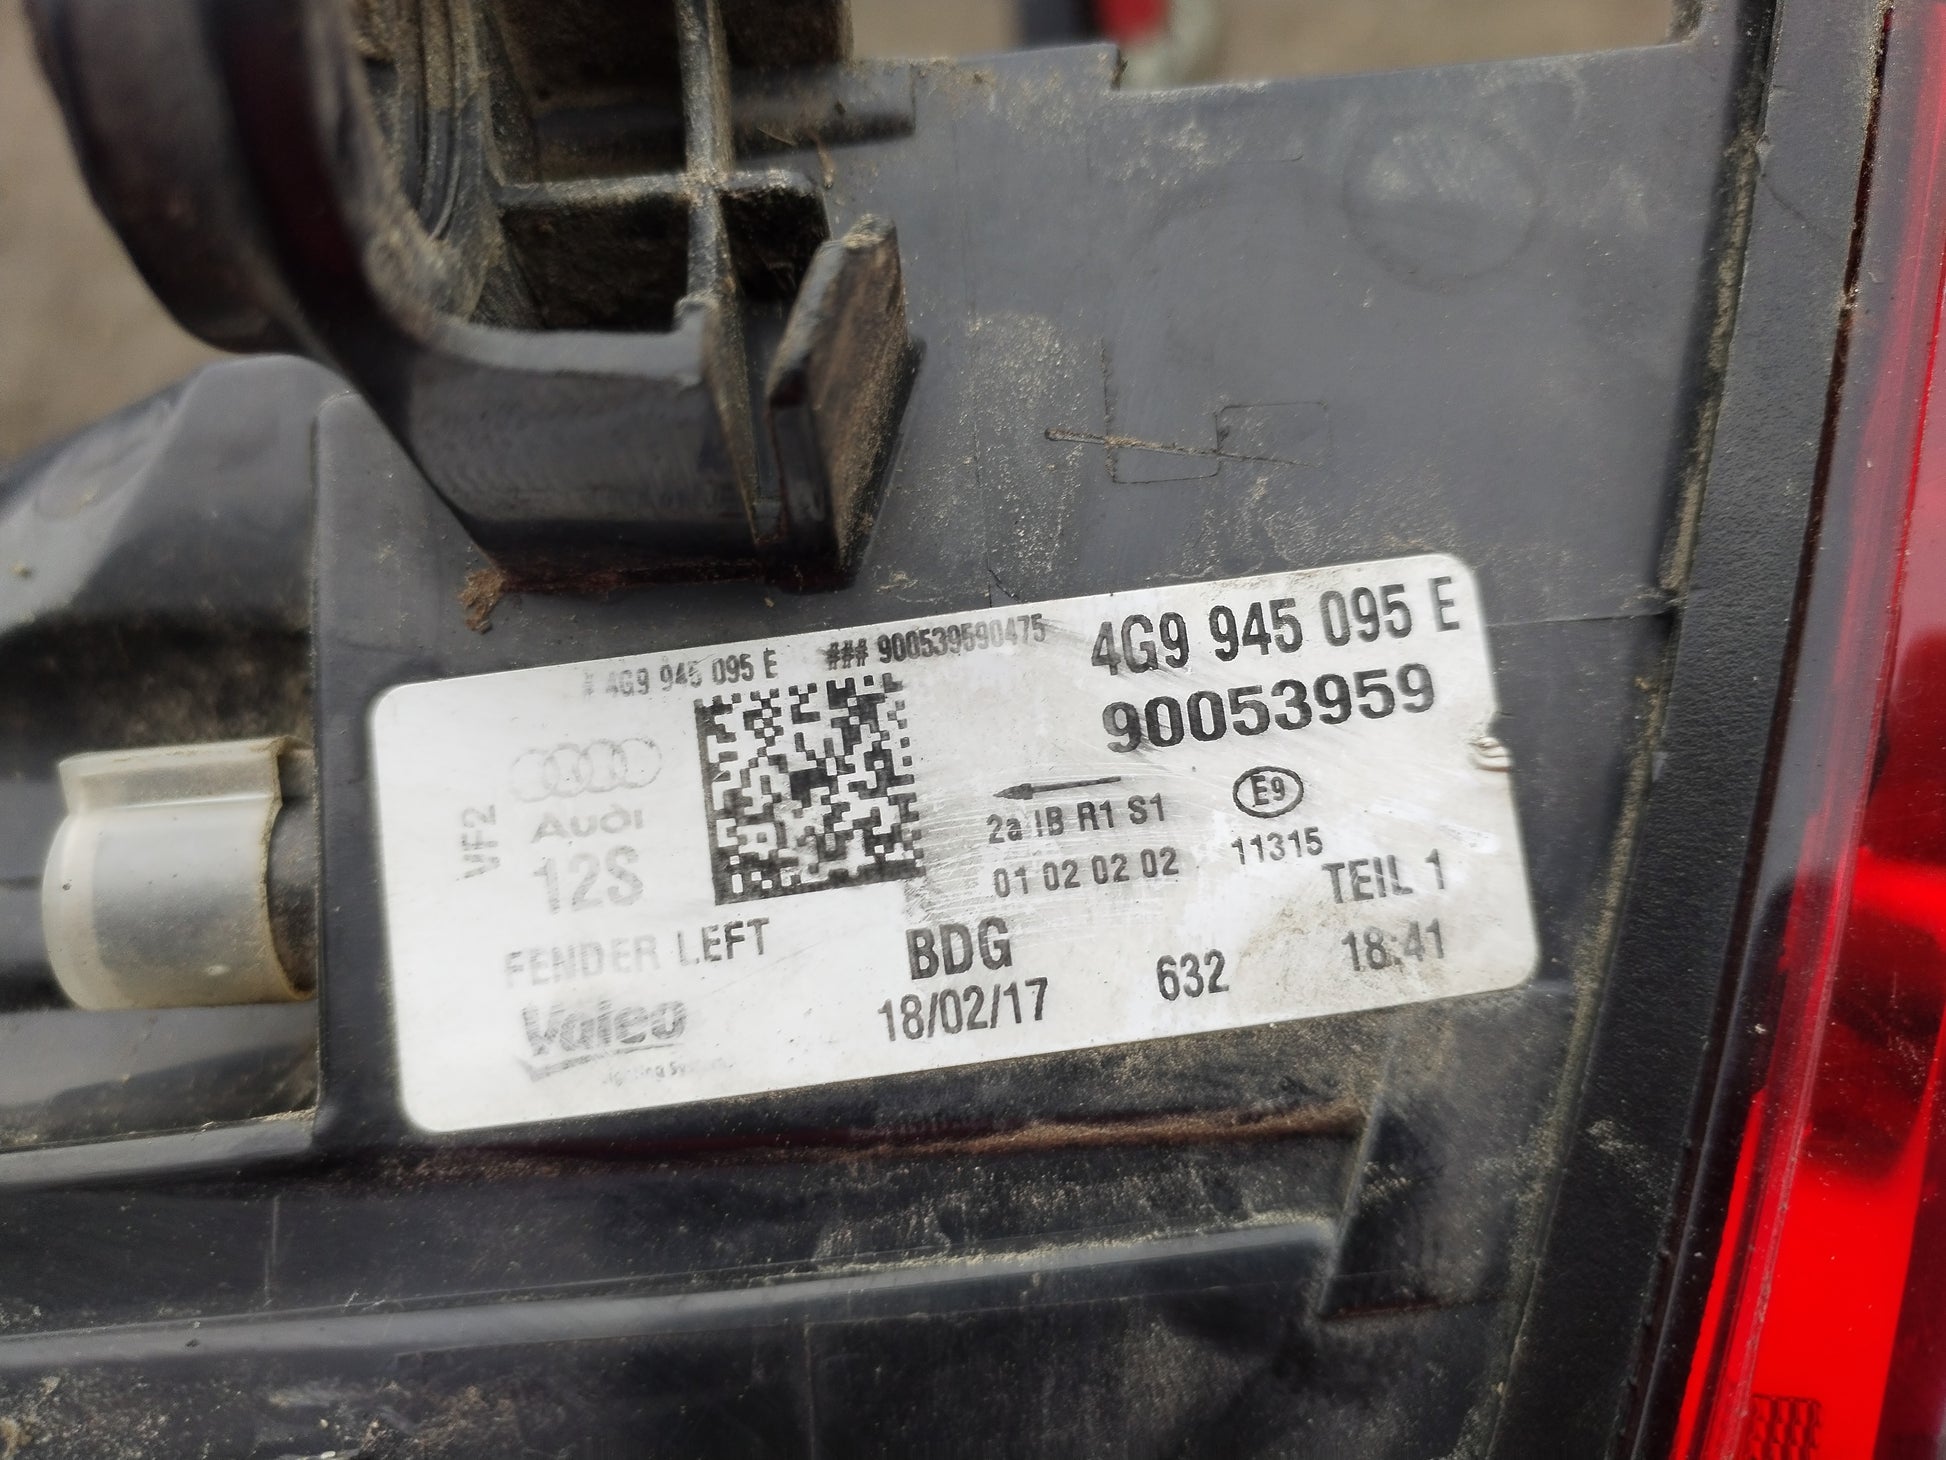 # 4G9 945 095 E ### 900539590475
4G9 945 095 E
90053959
VF2
Audi
12S
2a IB R1 S1
E9
01 02 02 02
11315
TEIL 1
FENDER LEFT
BDG
18:41
Valeo
18/02/17
632